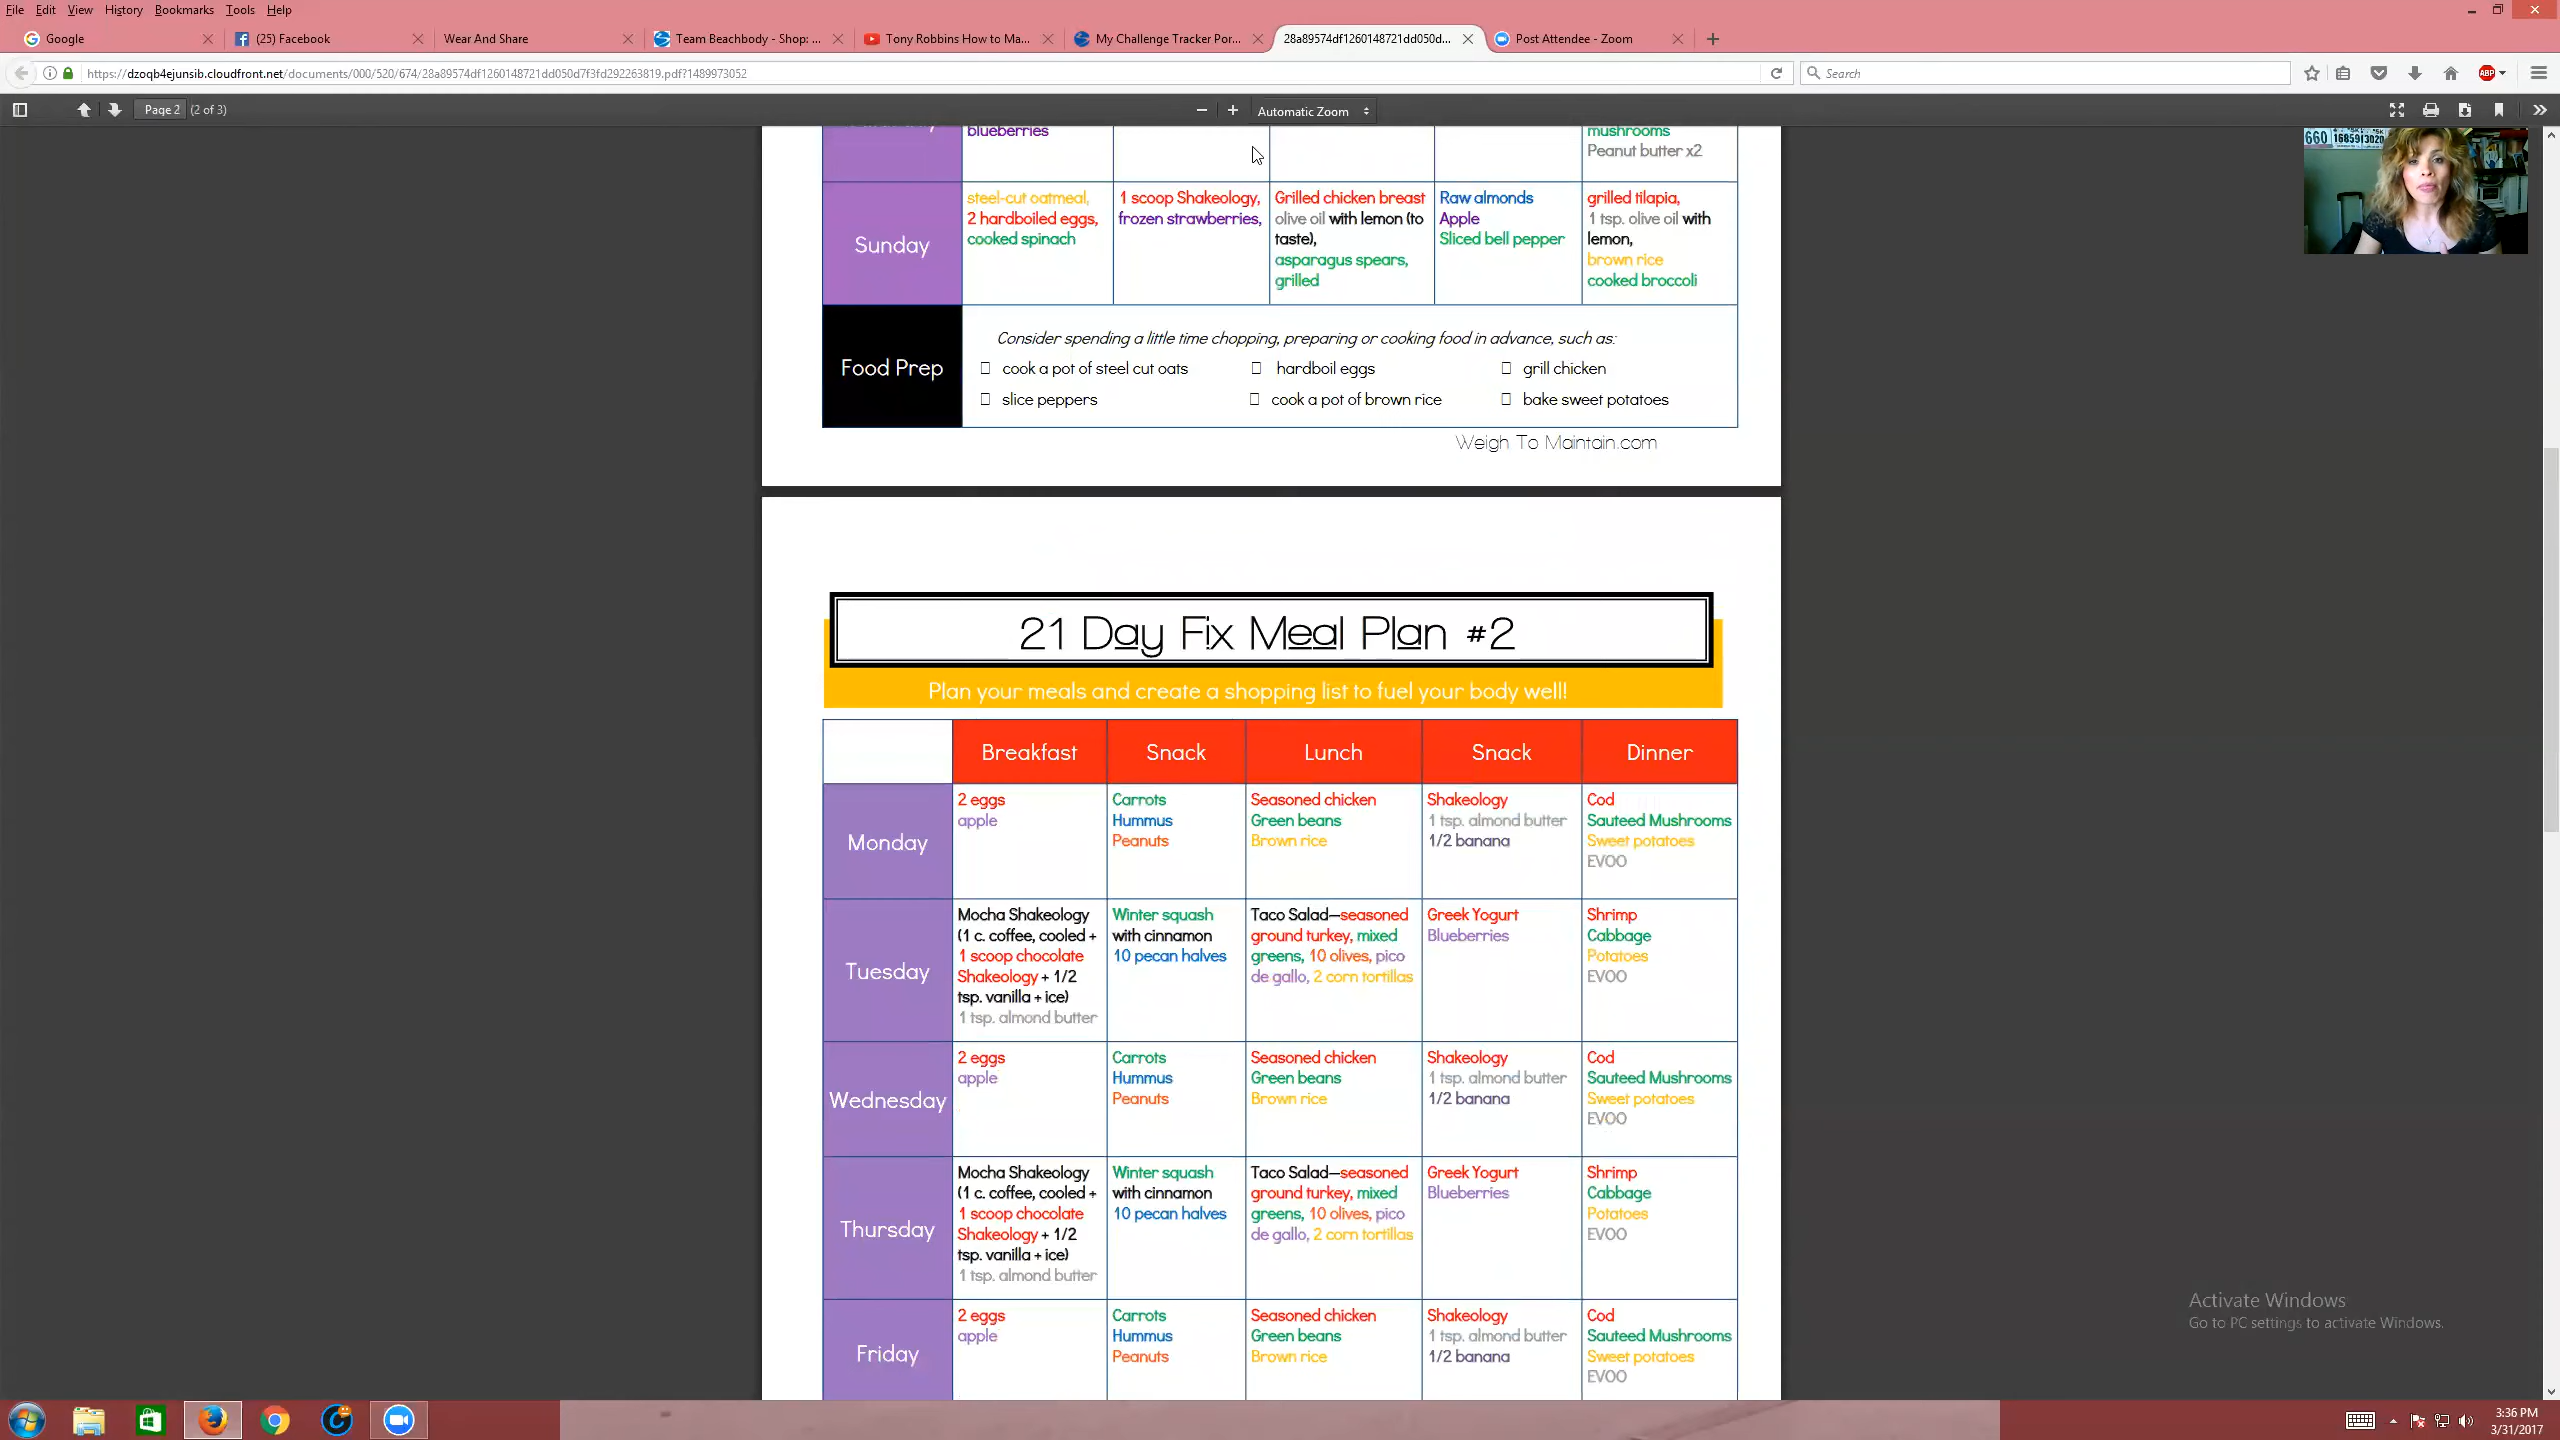 File Edit View History Bookmarks Tools Help
Google
(25) Facebook
Wear And Share
Team Beachbody - Shop: ...
Tony Robbins How to Ma...
My Challenge Tracker Por...
28a89574df1260148721dd050d...
Post Attendee - Zoom
https://dzoqb4ejunsib.cloudfront.net/documents/000/520/674/28a89574df1260148721dd050d7f3fd292263819.pdf?1489973052
Search
ABP
Page 2 (2 of 3)
Automatic Zoom
660 1685913020
blueberries
mushrooms
Peanut butter x2
Sunday
steel-cut oatmeal,
2 hardboiled eggs,
cooked spinach
1 scoop Shakeology,
frozen strawberries,
Grilled chicken breast
olive oil with lemon (to
taste),
asparagus spears,
grilled
Raw almonds
Apple
Sliced bell pepper
grilled tilapia,
1 tsp. olive oil with
lemon,
brown rice
cooked broccoli
Food Prep
Consider spending a little time chopping, preparing or cooking food in advance, such as:
cook a pot of steel cut oats
hardboil eggs
grill chicken
slice peppers
cook a pot of brown rice
bake sweet potatoes
Weigh To Maintain.com
21 Day Fix Meal Plan #2
Plan your meals and create a shopping list to fuel your body well!
Breakfast
Snack
Lunch
Snack
Dinner
Monday
2 eggs
apple
Carrots
Hummus
Peanuts
Seasoned chicken
Green beans
Brown rice
Shakeology
1 tsp. almond butter
1/2 banana
Cod
Sauteed Mushrooms
Sweet potatoes
EVOO
Tuesday
Mocha Shakeology
(1 c. coffee, cooled +
1 scoop chocolate
Shakeology + 1/2
tsp. vanilla + ice)
1 tsp. almond butter
Winter squash
with cinnamon
10 pecan halves
Taco Salad—seasoned
ground turkey, mixed
greens, 10 olives, pico
de gallo, 2 corn tortillas
Greek Yogurt
Blueberries
Shrimp
Cabbage
Potatoes
EVOO
Wednesday
2 eggs
apple
Carrots
Hummus
Peanuts
Seasoned chicken
Green beans
Brown rice
Shakeology
1 tsp. almond butter
1/2 banana
Cod
Sauteed Mushrooms
Sweet potatoes
EVOO
Thursday
Mocha Shakeology
(1 c. coffee, cooled +
1 scoop chocolate
Shakeology + 1/2
tsp. vanilla + ice)
1 tsp. almond butter
Winter squash
with cinnamon
10 pecan halves
Taco Salad—seasoned
ground turkey, mixed
greens, 10 olives, pico
de gallo, 2 corn tortillas
Greek Yogurt
Blueberries
Shrimp
Cabbage
Potatoes
EVOO
Friday
2 eggs
apple
Carrots
Hummus
Peanuts
Seasoned chicken
Green beans
Brown rice
Shakeology
1 tsp. almond butter
1/2 banana
Cod
Sauteed Mushrooms
Sweet potatoes
EVOO
Activate Windows
Go to PC settings to activate Windows.
3:36 PM
3/31/2017